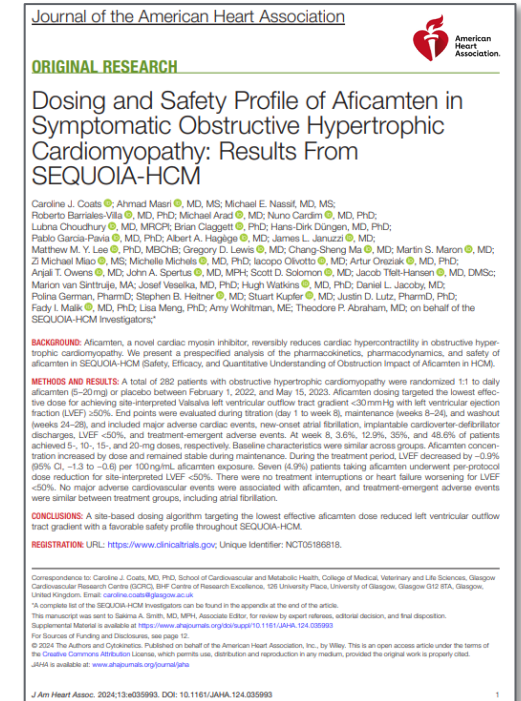 Journal of the American Heart Association
American
Heart
Association.
ORIGINAL RESEARCH
Dosing and Safety Profile of Aficamten in
Symptomatic Obstructive Hypertrophic
Cardiomyopathy: Results From
SEQUOIA-HCM
Caroline J. Coats, MD, PhD; Ahmad Masri, MD, MS; Michael E. Nassif, MD, MS;
Roberto Barriales-Villa, MD, PhD; Michael Arad, MD; Nuno Cardim, MD, PhD;
Lubna Choudhury, MD, MRCPI; Brian Claggett, PhD; Hans-Dirk Düngen, MD, PhD;
Pablo Garcia-Pavia, MD, PhD; Albert A. Hagège, MD; James L. Januzzi, MD;
Matthew M. Y. Lee, PhD, MBChB; Gregory D. Lewis, MD; Chang-Sheng Ma, MD; Martin S. Maron, MD;
Zi Michael Miao, MS; Michelle Michels, MD, PhD; Iacopo Olivotto, MD; Artur Oreziak, MD, PhD;
Anjali T. Owens, MD; John A. Spertus, MD, MPH; Scott D. Solomon, MD; Jacob Tfelt-Hansen, MD, DMSc;
Marion van Sinttruije, MA; Josef Veselka, MD, PhD; Hugh Watkins, MD, PhD; Daniel L. Jacoby, MD;
Polina German, PharmD; Stephen B. Heitner, MD; Stuart Kupfer, MD; Justin D. Lutz, PharmD, PhD;
Fady I. Malik, MD, PhD; Lisa Meng, PhD; Amy Wohltman, ME; Theodore P. Abraham, MD; on behalf of the
SEQUOIA-HCM Investigators;*
BACKGROUND: Aficamten, a novel cardiac myosin inhibitor, reversibly reduces cardiac hypercontractility in obstructive hyper-
trophic cardiomyopathy. We present a prespecified analysis of the pharmacokinetics, pharmacodynamics, and safety of
aficamten in SEQUOIA-HCM (Safety, Efficacy, and Quantitative Understanding of Obstruction Impact of Aficamten in HCM).
METHODS AND RESULTS: A total of 282 patients with obstructive hypertrophic cardiomyopathy were randomized 1:1 to daily
aficamten (5–20 mg) or placebo between February 1, 2022, and May 15, 2023. Aficamten dosing targeted the lowest effec-
tive dose for achieving site-interpreted Valsalva left ventricular outflow tract gradient <30 mm Hg with left ventricular ejection
fraction (LVEF) ≥50%. End points were evaluated during titration (day 1 to week 8), maintenance (weeks 8–24), and washout
(weeks 24–28), and included major adverse cardiac events, new-onset atrial fibrillation, implantable cardioverter-defibrillator
discharges, LVEF <50%, and treatment-emergent adverse events. At week 8, 3.6%, 12.9%, 35%, and 48.6% of patients
achieved 5-, 10-, 15-, and 20-mg doses, respectively. Baseline characteristics were similar across groups. Aficamten concen-
tration increased by dose and remained stable during maintenance. During the treatment period, LVEF decreased by −0.9%
(95% CI, −1.3 to −0.6) per 100 ng/mL aficamten exposure. Seven (4.9%) patients taking aficamten underwent per-protocol
dose reduction for site-interpreted LVEF <50%. There were no treatment interruptions or heart failure worsening for LVEF
<50%. No major adverse cardiovascular events were associated with aficamten, and treatment-emergent adverse events
were similar between treatment groups, including atrial fibrillation.
CONCLUSIONS: A site-based dosing algorithm targeting the lowest effective aficamten dose reduced left ventricular outflow
tract gradient with a favorable safety profile throughout SEQUOIA-HCM.
REGISTRATION: URL: https://www.clinicaltrials.gov; Unique Identifier: NCT05186818.
Correspondence to: Caroline J. Coats, MD, PhD, School of Cardiovascular and Metabolic Health, College of Medical, Veterinary and Life Sciences, Glasgow
Cardiovascular Research Centre (GCRC), BHF Centre of Research Excellence, 126 University Place, University of Glasgow, Glasgow G12 8TA, Glasgow,
United Kingdom. Email: caroline.coats@glasgow.ac.uk
*A complete list of the SEQUOIA-HCM Investigators can be found in the appendix at the end of the article.
This manuscript was sent to Sakima A. Smith, MD, MPH, Associate Editor, for review by expert referees, editorial decision, and final disposition.
Supplemental Material is available at https://www.ahajournals.org/doi/suppl/10.1161/JAHA.124.035993
For Sources of Funding and Disclosures, see page 12.
© 2024 The Authors and Cytokinetics. Published on behalf of the American Heart Association, Inc., by Wiley. This is an open access article under the terms of
the Creative Commons Attribution License, which permits use, distribution and reproduction in any medium, provided the original work is properly cited.
JAHA is available at: www.ahajournals.org/journal/jaha
J Am Heart Assoc. 2024;13:e035993. DOI: 10.1161/JAHA.124.035993
1